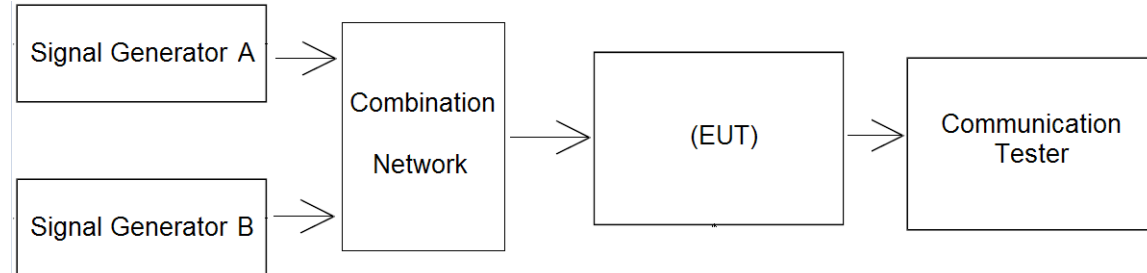 Signal Generator A
Combination
Network
Signal Generator B
(EUT)
Communication
Tester